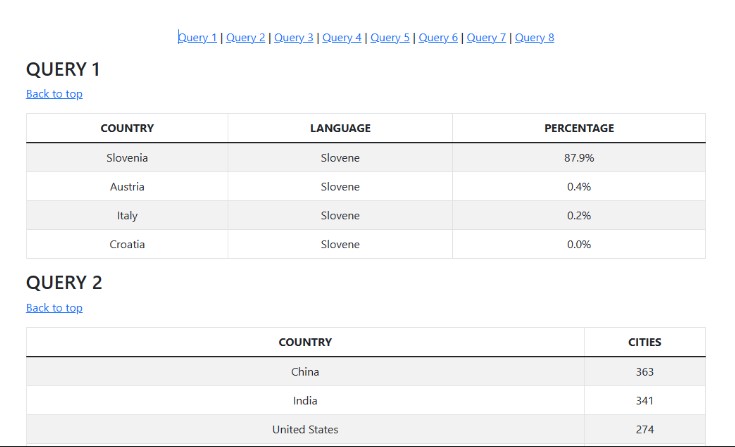 Query 1 | Query 2 | Query 3 | Query 4 | Query 5 | Query 6 | Query 7 | Query 8
QUERY 1
Back to top
COUNTRY LANGUAGE PERCENTAGE
Slovenia Slovene 87.9%
Austria Slovene 0.4%
Italy Slovene 0.2%
Croatia Slovene 0.0%
QUERY 2
Back to top
COUNTRY CITIES
China 363
India 341
United States 274